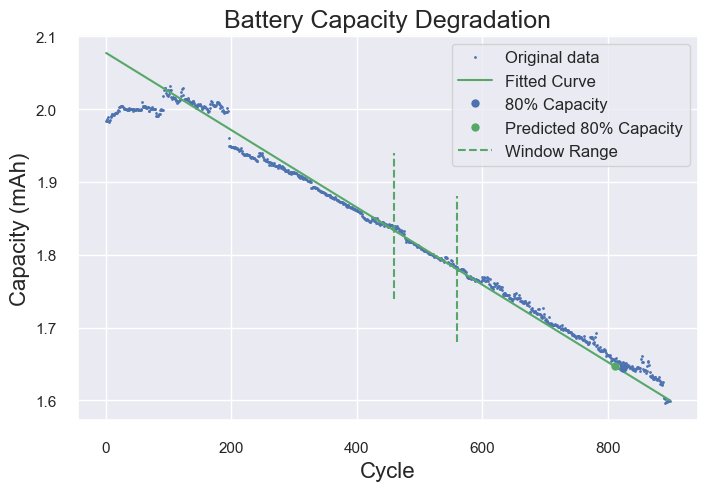 Battery Capacity Degradation
Capacity (mAh)
2.1
2.0
1.9
1.8
1.7
1.6
Original data
Fitted Curve
80% Capacity
Predicted 80% Capacity
Window Range
0 200 400 600 800
Cycle